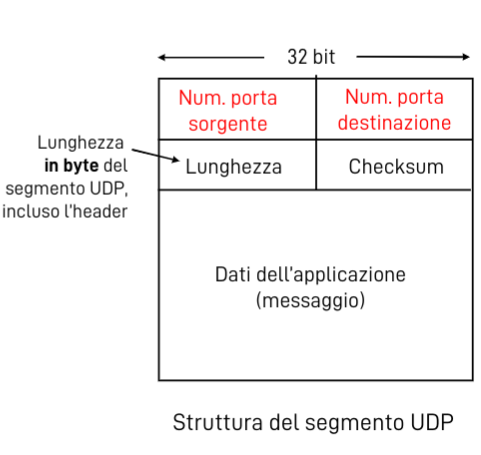 32 bit
Num. porta
sorgente
Num. porta
destinazione
Lunghezza
in byte del
segmento UDP,
incluso l'header
Lunghezza
Checksum
Dati dell'applicazione
(messaggio)
Struttura del segmento UDP